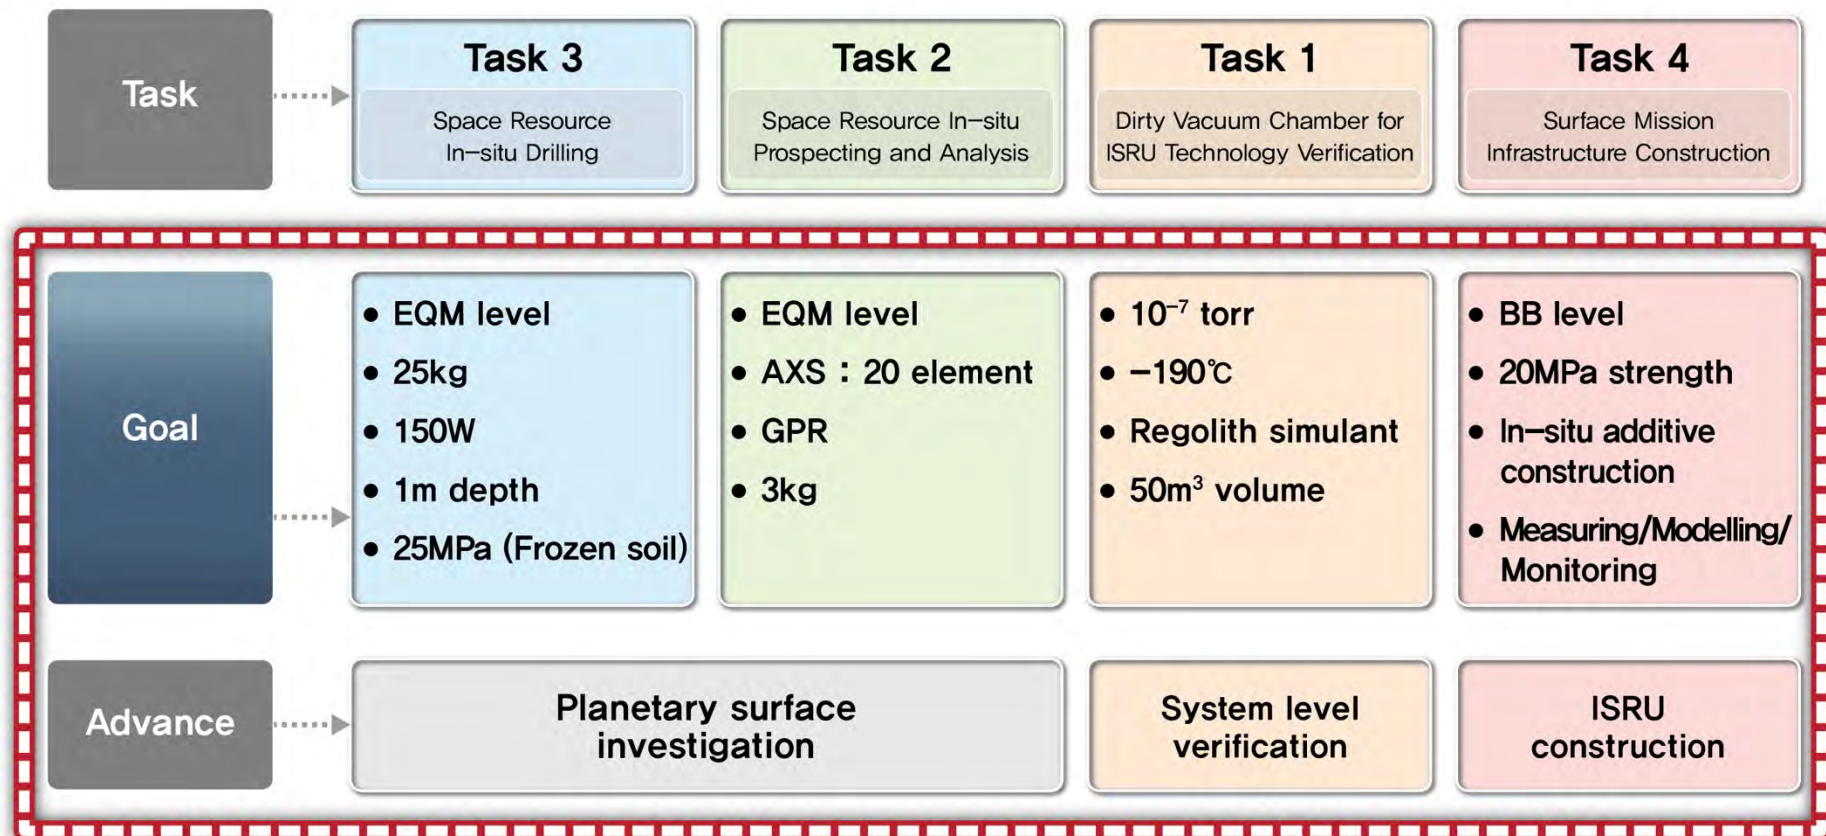 Task
Task 3
Space Resource
In-situ Drilling
Task 2
Space Resource In-situ
Prospecting and Analysis
Task 1
Dirty Vacuum Chamber for
ISRU Technology Verification
Task 4
Surface Mission
Infrastructure Construction
Goal
• EQM level
• 25kg
• 150W
• 1m depth
• 25MPa (Frozen soil)
• EQM level
• AXS : 20 element
• GPR
• 3kg
• 10⁻⁷ torr
• −190℃
• Regolith simulant
• 50m³ volume
• BB level
• 20MPa strength
• In-situ additive
construction
• Measuring/Modelling/
Monitoring
Advance
Planetary surface
investigation
System level
verification
ISRU
construction